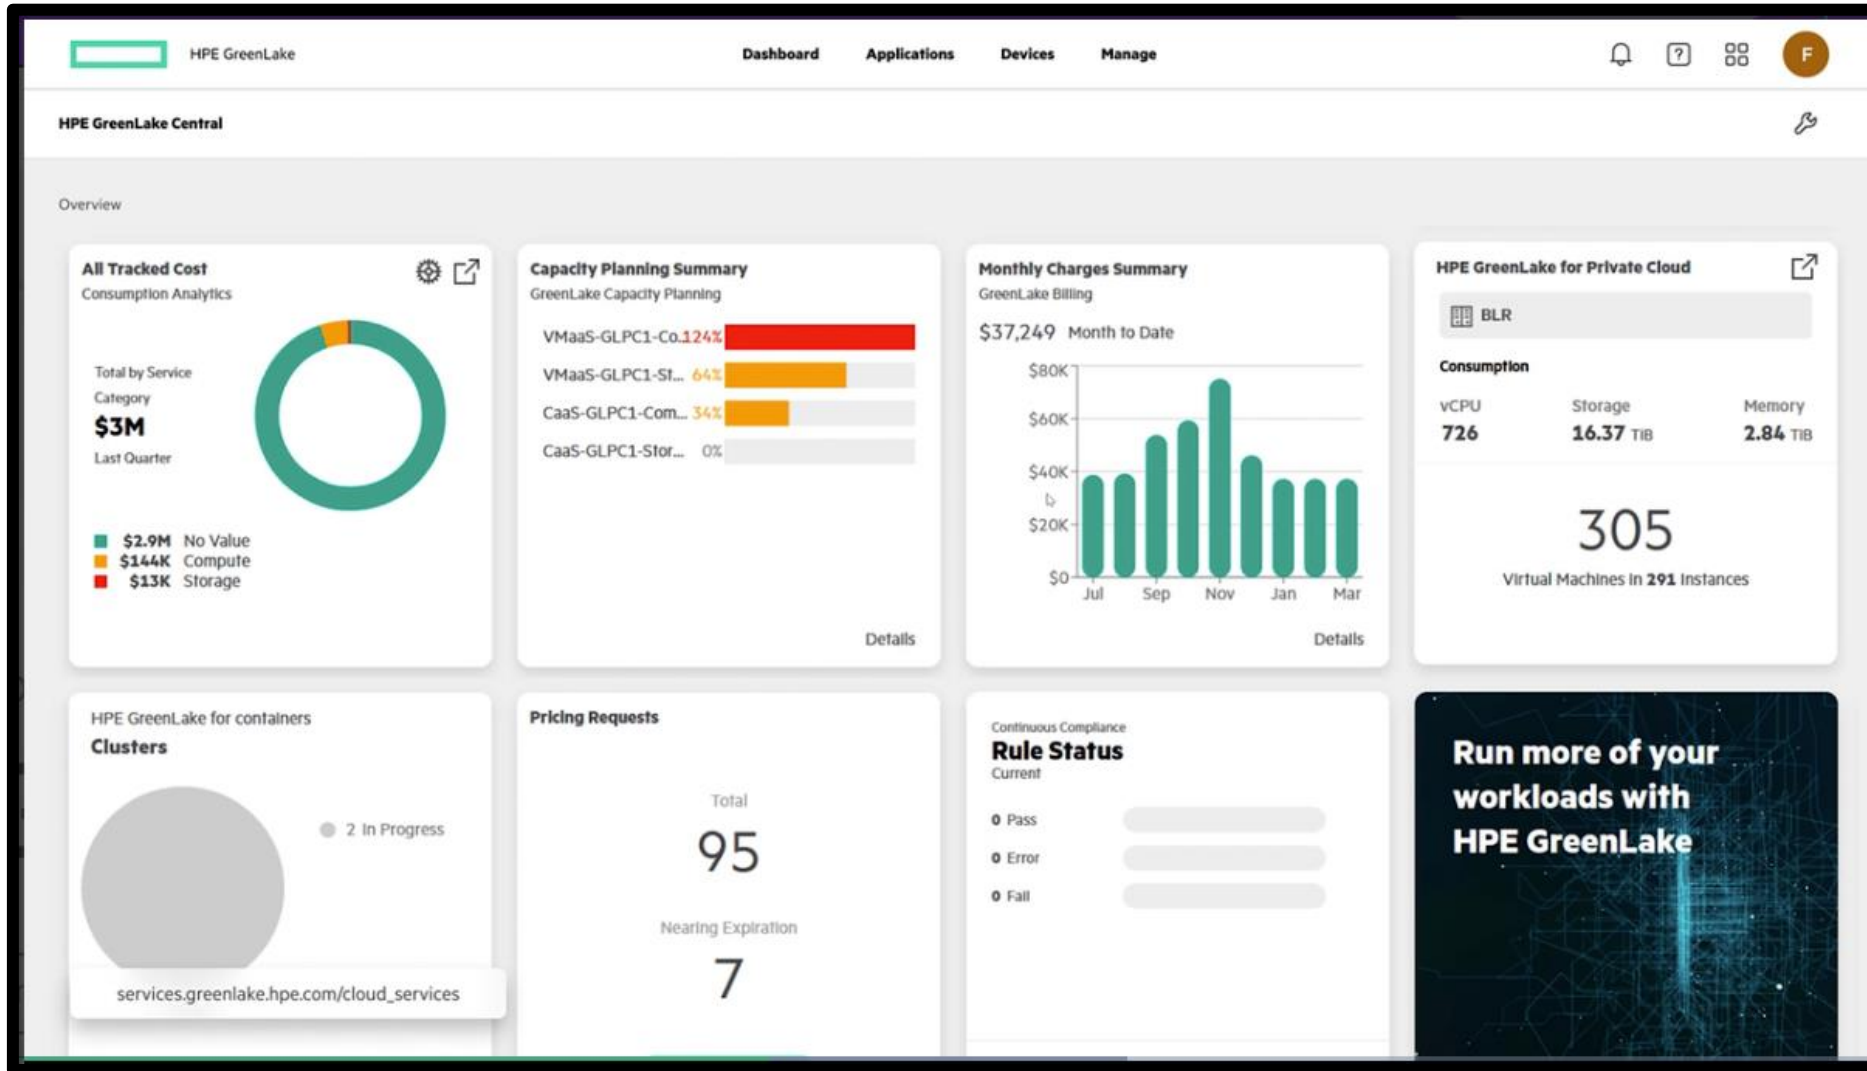 HPE GreenLake
Dashboard
Applications
Devices
Manage
?
F
HPE GreenLake Central
Overview
All Tracked Cost
Consumption Analytics
Total by Service
Category
$3M
Last Quarter
$2.9M No Value
$144K Compute
$13K Storage
Capacity Planning Summary
GreenLake Capacity Planning
VMaaS-GLPC1-Co..124%
VMaaS-GLPC1-St... 64%
CaaS-GLPC1-Com... 34%
CaaS-GLPC1-Stor... 0%
Details
Monthly Charges Summary
GreenLake Billing
$37,249 Month to Date
$80K
$60K
$40K
$20K
$0
Jul Sep Nov Jan Mar
Details
HPE GreenLake for Private Cloud
BLR
Consumption
vCPU Storage Memory
726 16.37 TiB 2.84 TiB
305
Virtual Machines in 291 Instances
HPE GreenLake for containers
Clusters
2 In Progress
services.greenlake.hpe.com/cloud_services
Pricing Requests
Total
95
Nearing Expiration
7
Continuous Compliance
Rule Status
Current
0 Pass
0 Error
0 Fail
Run more of your
workloads with
HPE GreenLake